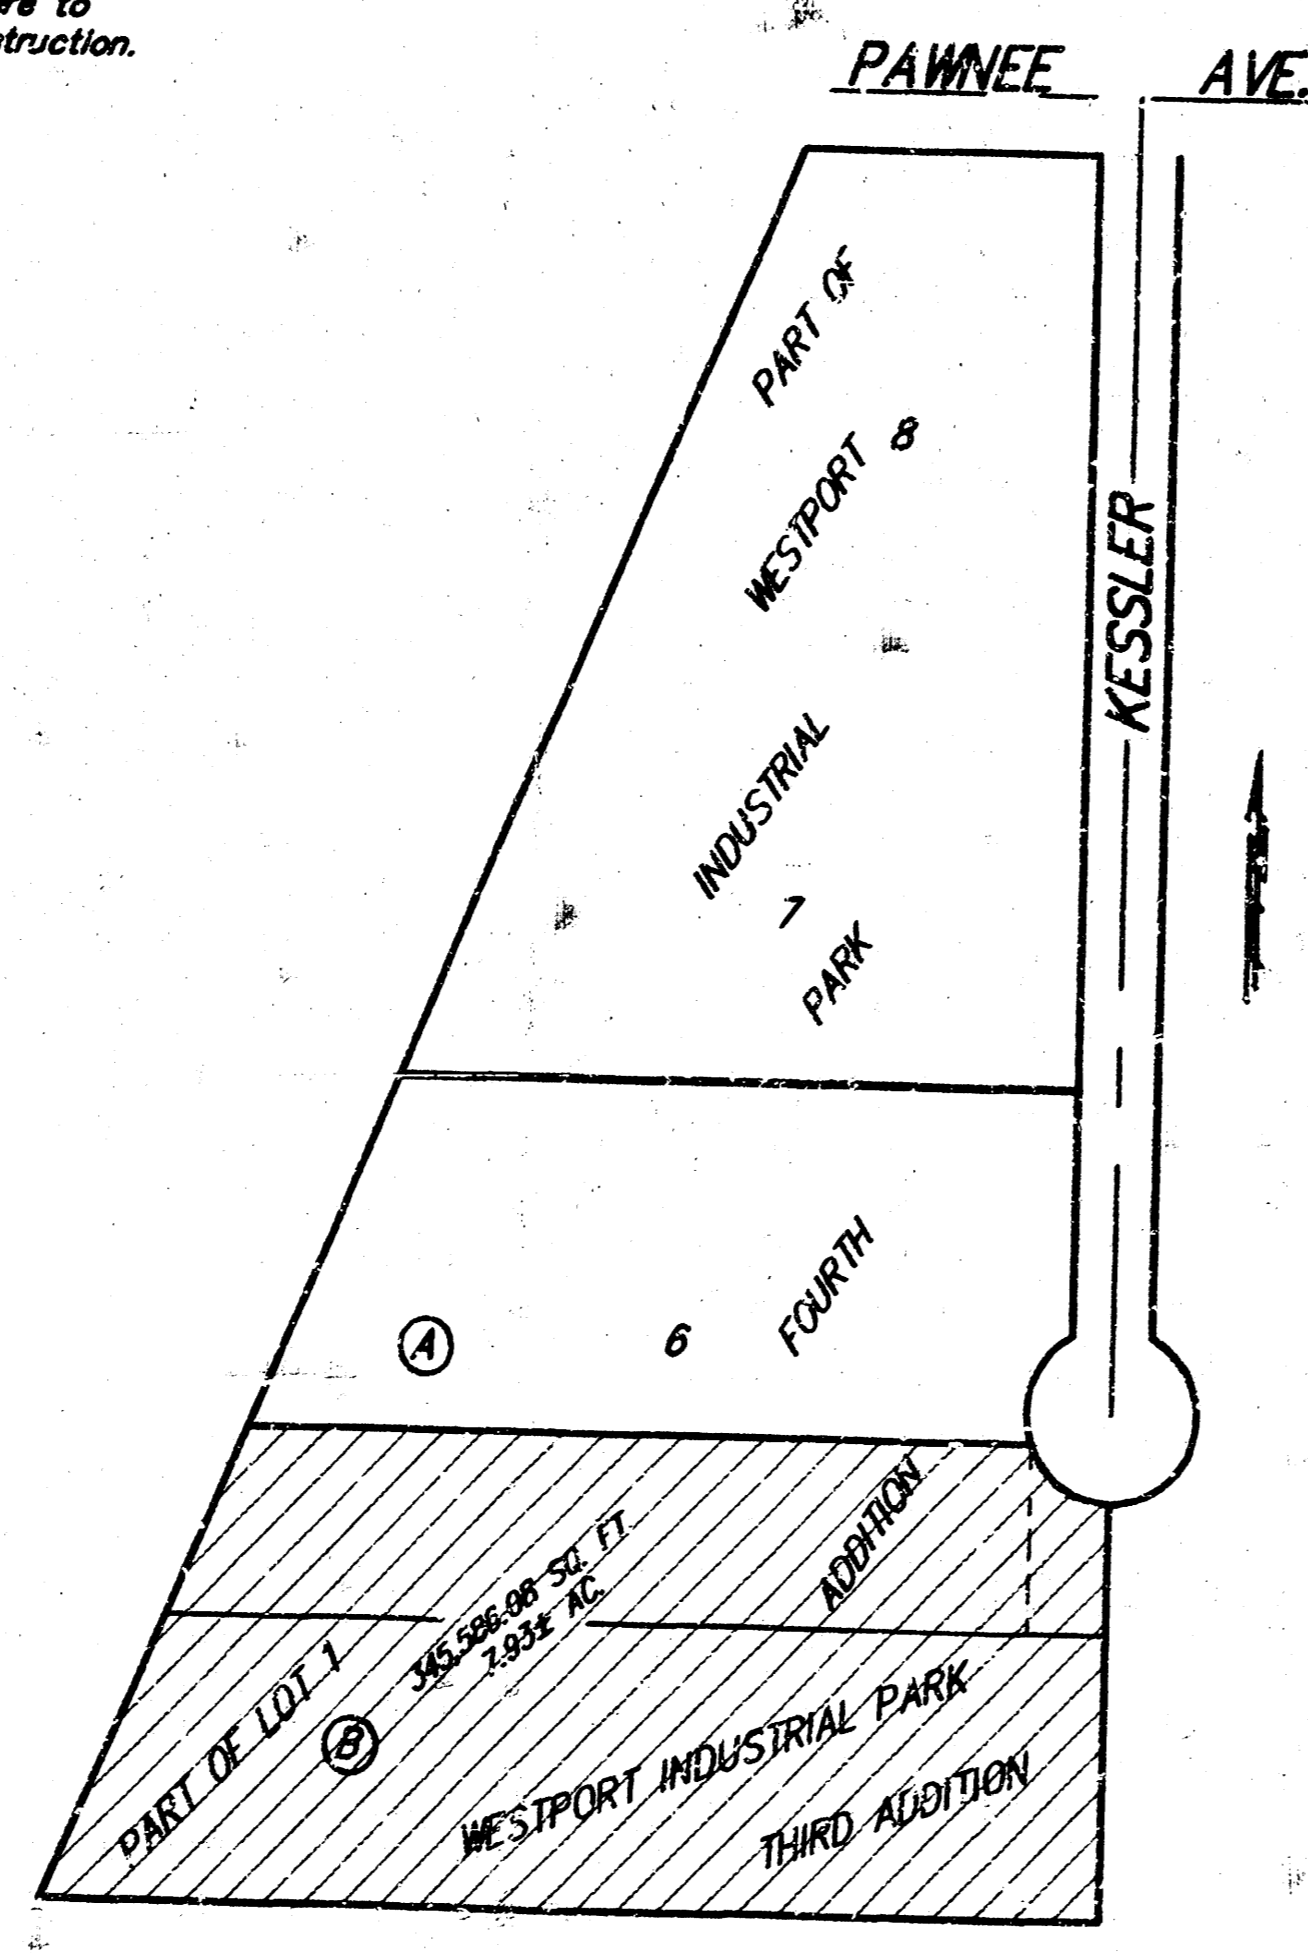 to
struction.
PAWNEE AVE.
PART OF
WESTPORT 8
KESSLER
INDUSTRIAL
7
PARK
FOURTH
A
6
ADDITION
345,586.08 SQ. FT.
7.93± AC.
PART OF LOT 1
B
WESTPORT INDUSTRIAL PARK
THIRD ADDITION